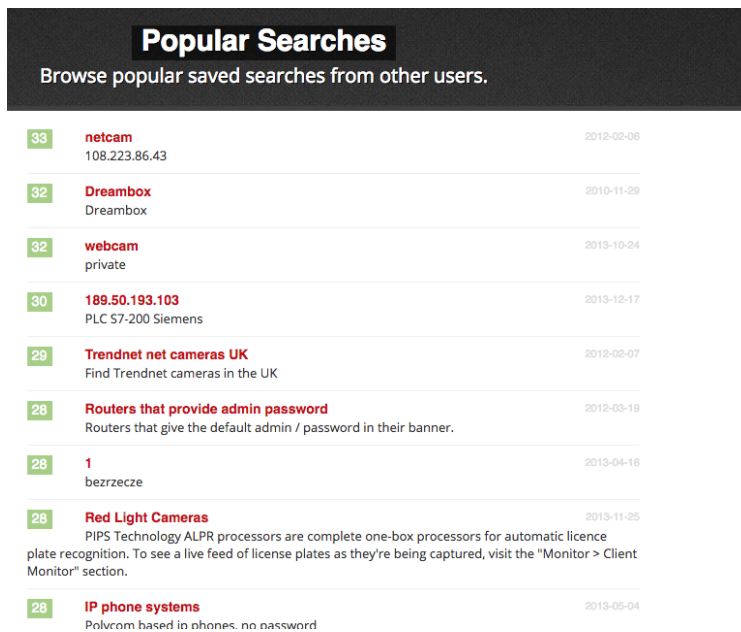 Popular Searches
Browse popular saved searches from other users.
33 netcam 2012-02-06
108.223.86.43
32 Dreambox 2010-11-29
Dreambox
32 webcam 2013-10-24
private
30 189.50.193.103 2013-12-17
PLC S7-200 Siemens
29 Trendnet net cameras UK 2012-02-07
Find Trendnet cameras in the UK
28 Routers that provide admin password 2012-03-19
Routers that give the default admin / password in their banner.
28 1 2013-04-16
bezrzecze
28 Red Light Cameras 2013-11-25
PIPS Technology ALPR processors are complete one-box processors for automatic licence
plate recognition. To see a live feed of license plates as they're being captured, visit the "Monitor > Client
Monitor" section.
28 IP phone systems 2013-05-04
Polycom based ip phones, no password